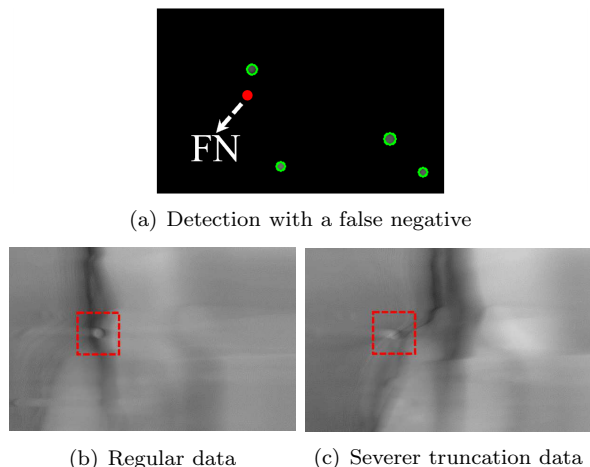 FN
(a) Detection with a false negative
(b) Regular data
(c) Severer truncation data